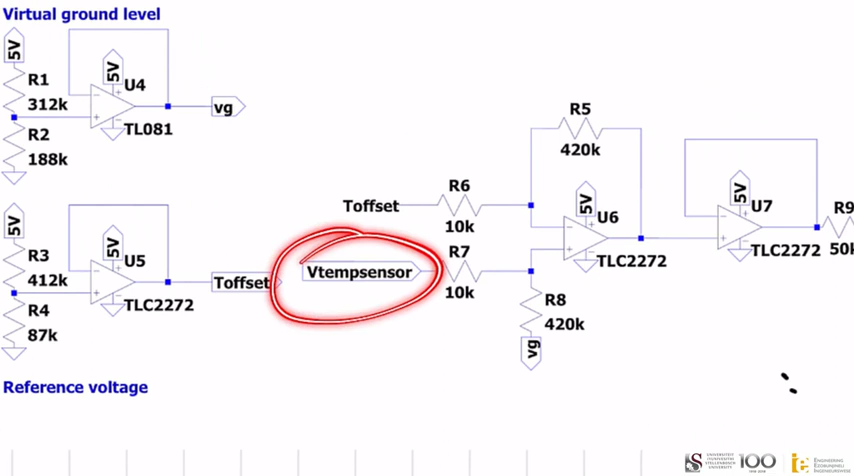 Virtual ground level
5V
R1
312k
R2
188k
5V
U4
TL081
vg
5V
R3
412k
R4
87k
5V
U5
TLC2272
Toffset
Reference voltage
Toffset
R6
10k
Vtempsensor
R7
10k
R5
420k
5V
U6
TLC2272
R8
420k
vg
5V
U7
TLC2272
R9
50k
100
ie